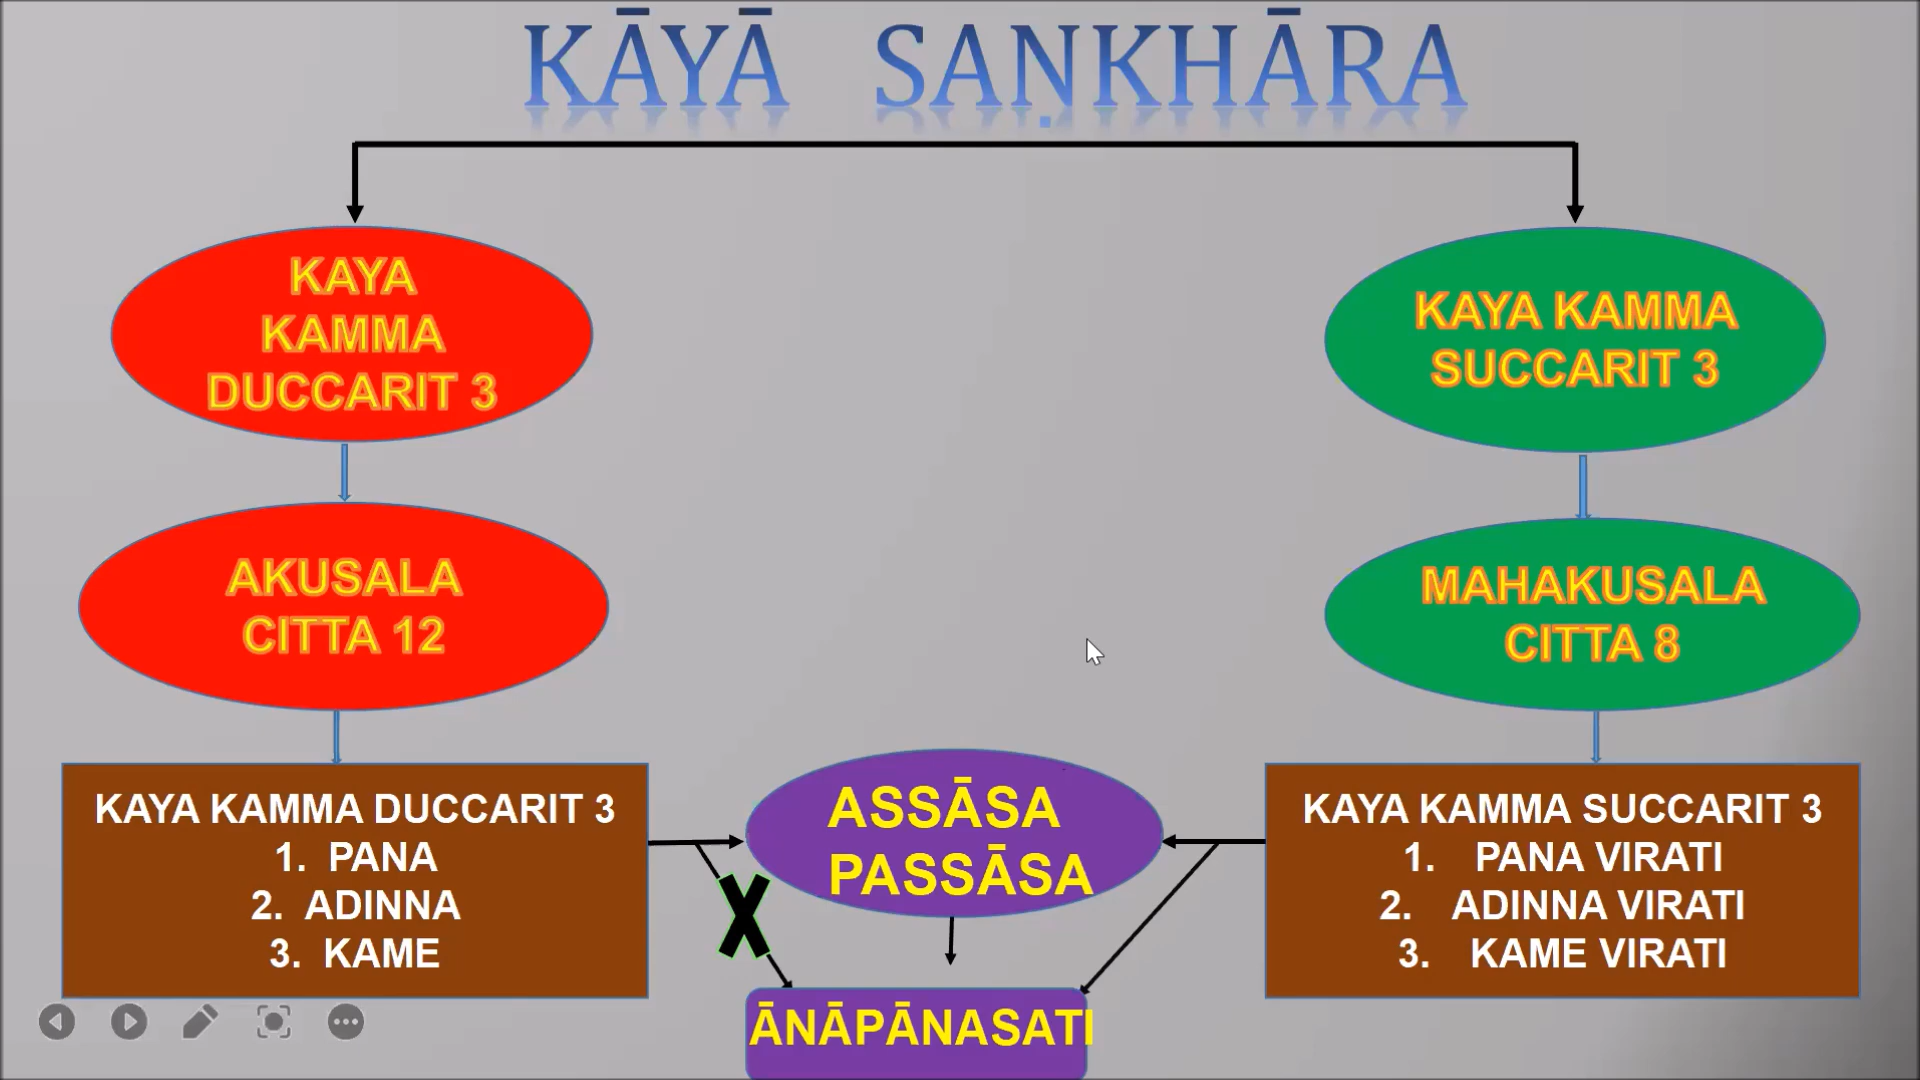 KĀYĀ SAṆKHĀRA
KAYA
KAMMA
DUCCARIT 3
KAYA KAMMA
SUCCARIT 3
AKUSALA
CITTA 12
MAHAKUSALA
CITTA 8
KAYA KAMMA DUCCARIT 3
1. PANA
2. ADINNA
3. KAME
ASSĀSA
PASSĀSA
KAYA KAMMA SUCCARIT 3
1. PANA VIRATI
2. ADINNA VIRATI
3. KAME VIRATI
X
ĀNĀPĀNASATI